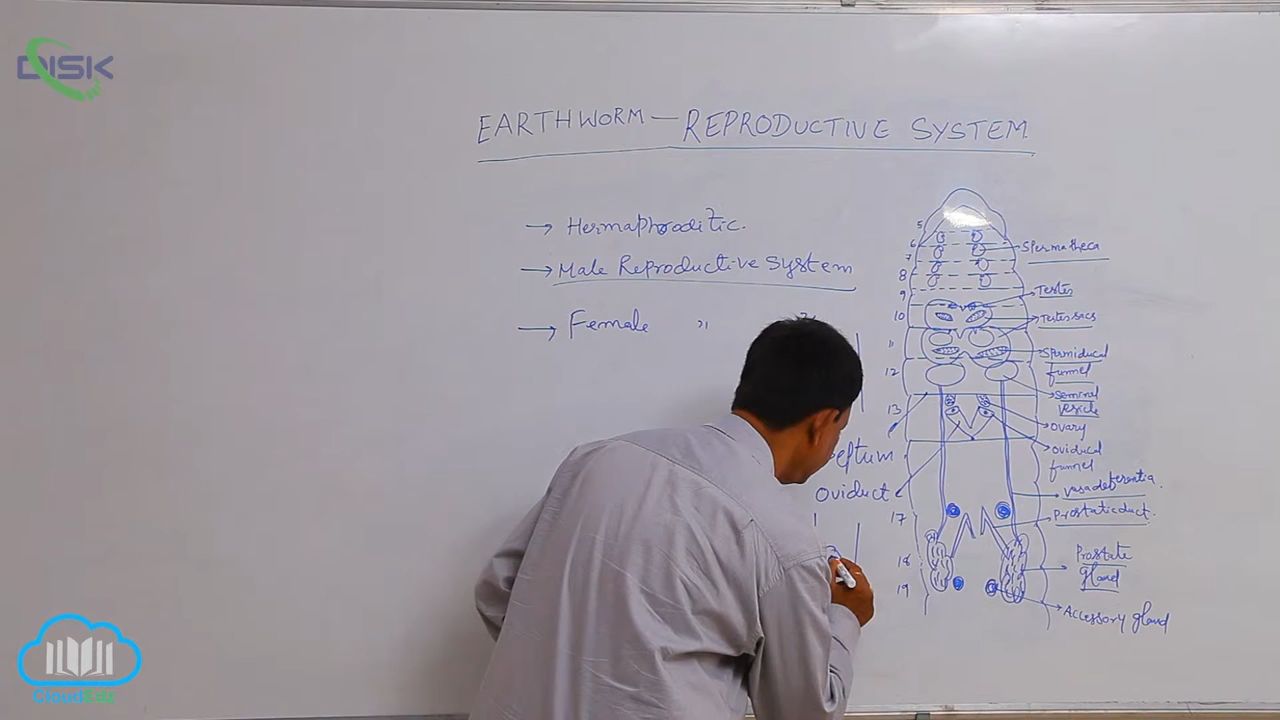 DISK
EARTHWORM — REPRODUCTIVE SYSTEM
→ Hermaphroditic.
→ Male Reproductive System
→ Female " "
5
6
7
8
9
10
11
12
13
17
18
19
Spermatheca
Testes
Testes sacs
Spermiducal
funnel
Seminal
vesicle
ovary
oviducal
funnel
vasa deferentia
Prostatic duct.
Prostate
gland
Accessory gland
eptum
oviduct
CloudEdz